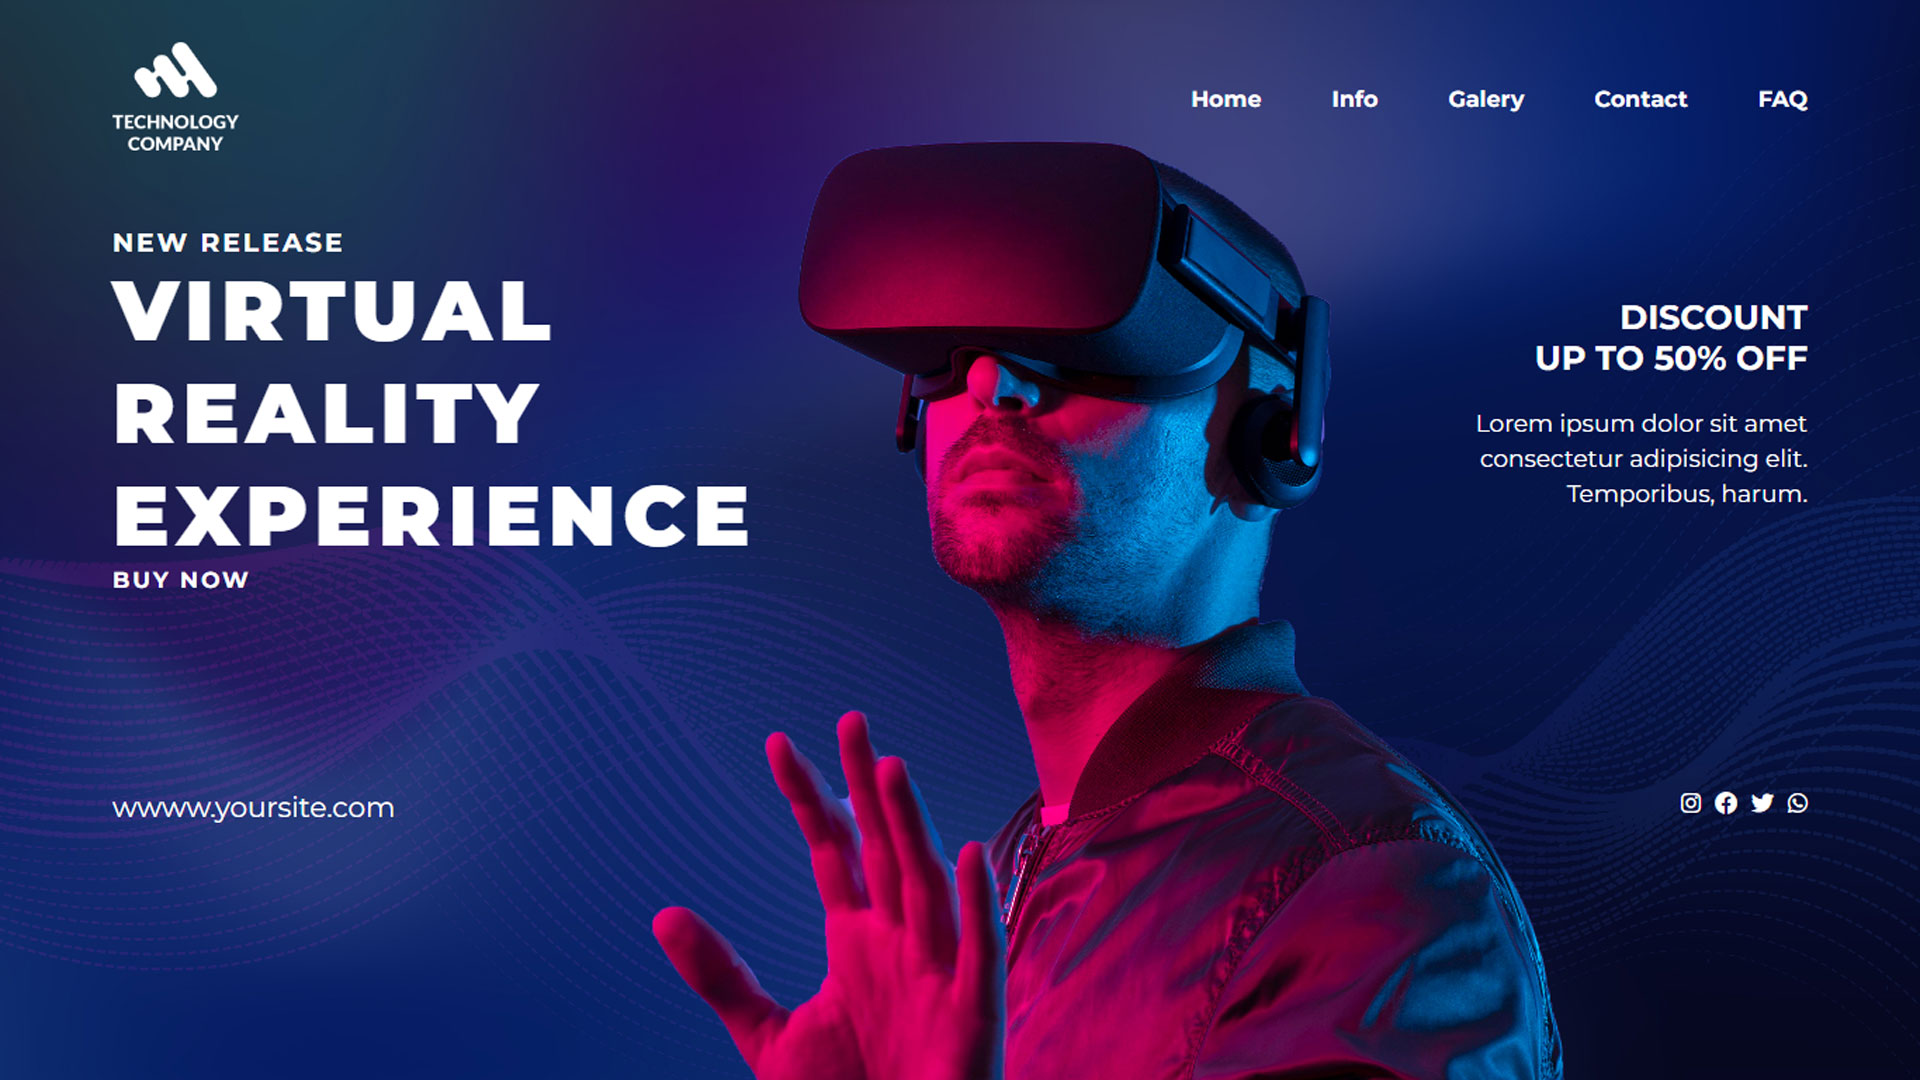 TECHNOLOGY
COMPANY
Home Info Galery Contact FAQ
NEW RELEASE
VIRTUAL
REALITY
EXPERIENCE
BUY NOW
DISCOUNT
UP TO 50% OFF
Lorem ipsum dolor sit amet
consectetur adipisicing elit.
Temporibus, harum.
wwww.yoursite.com